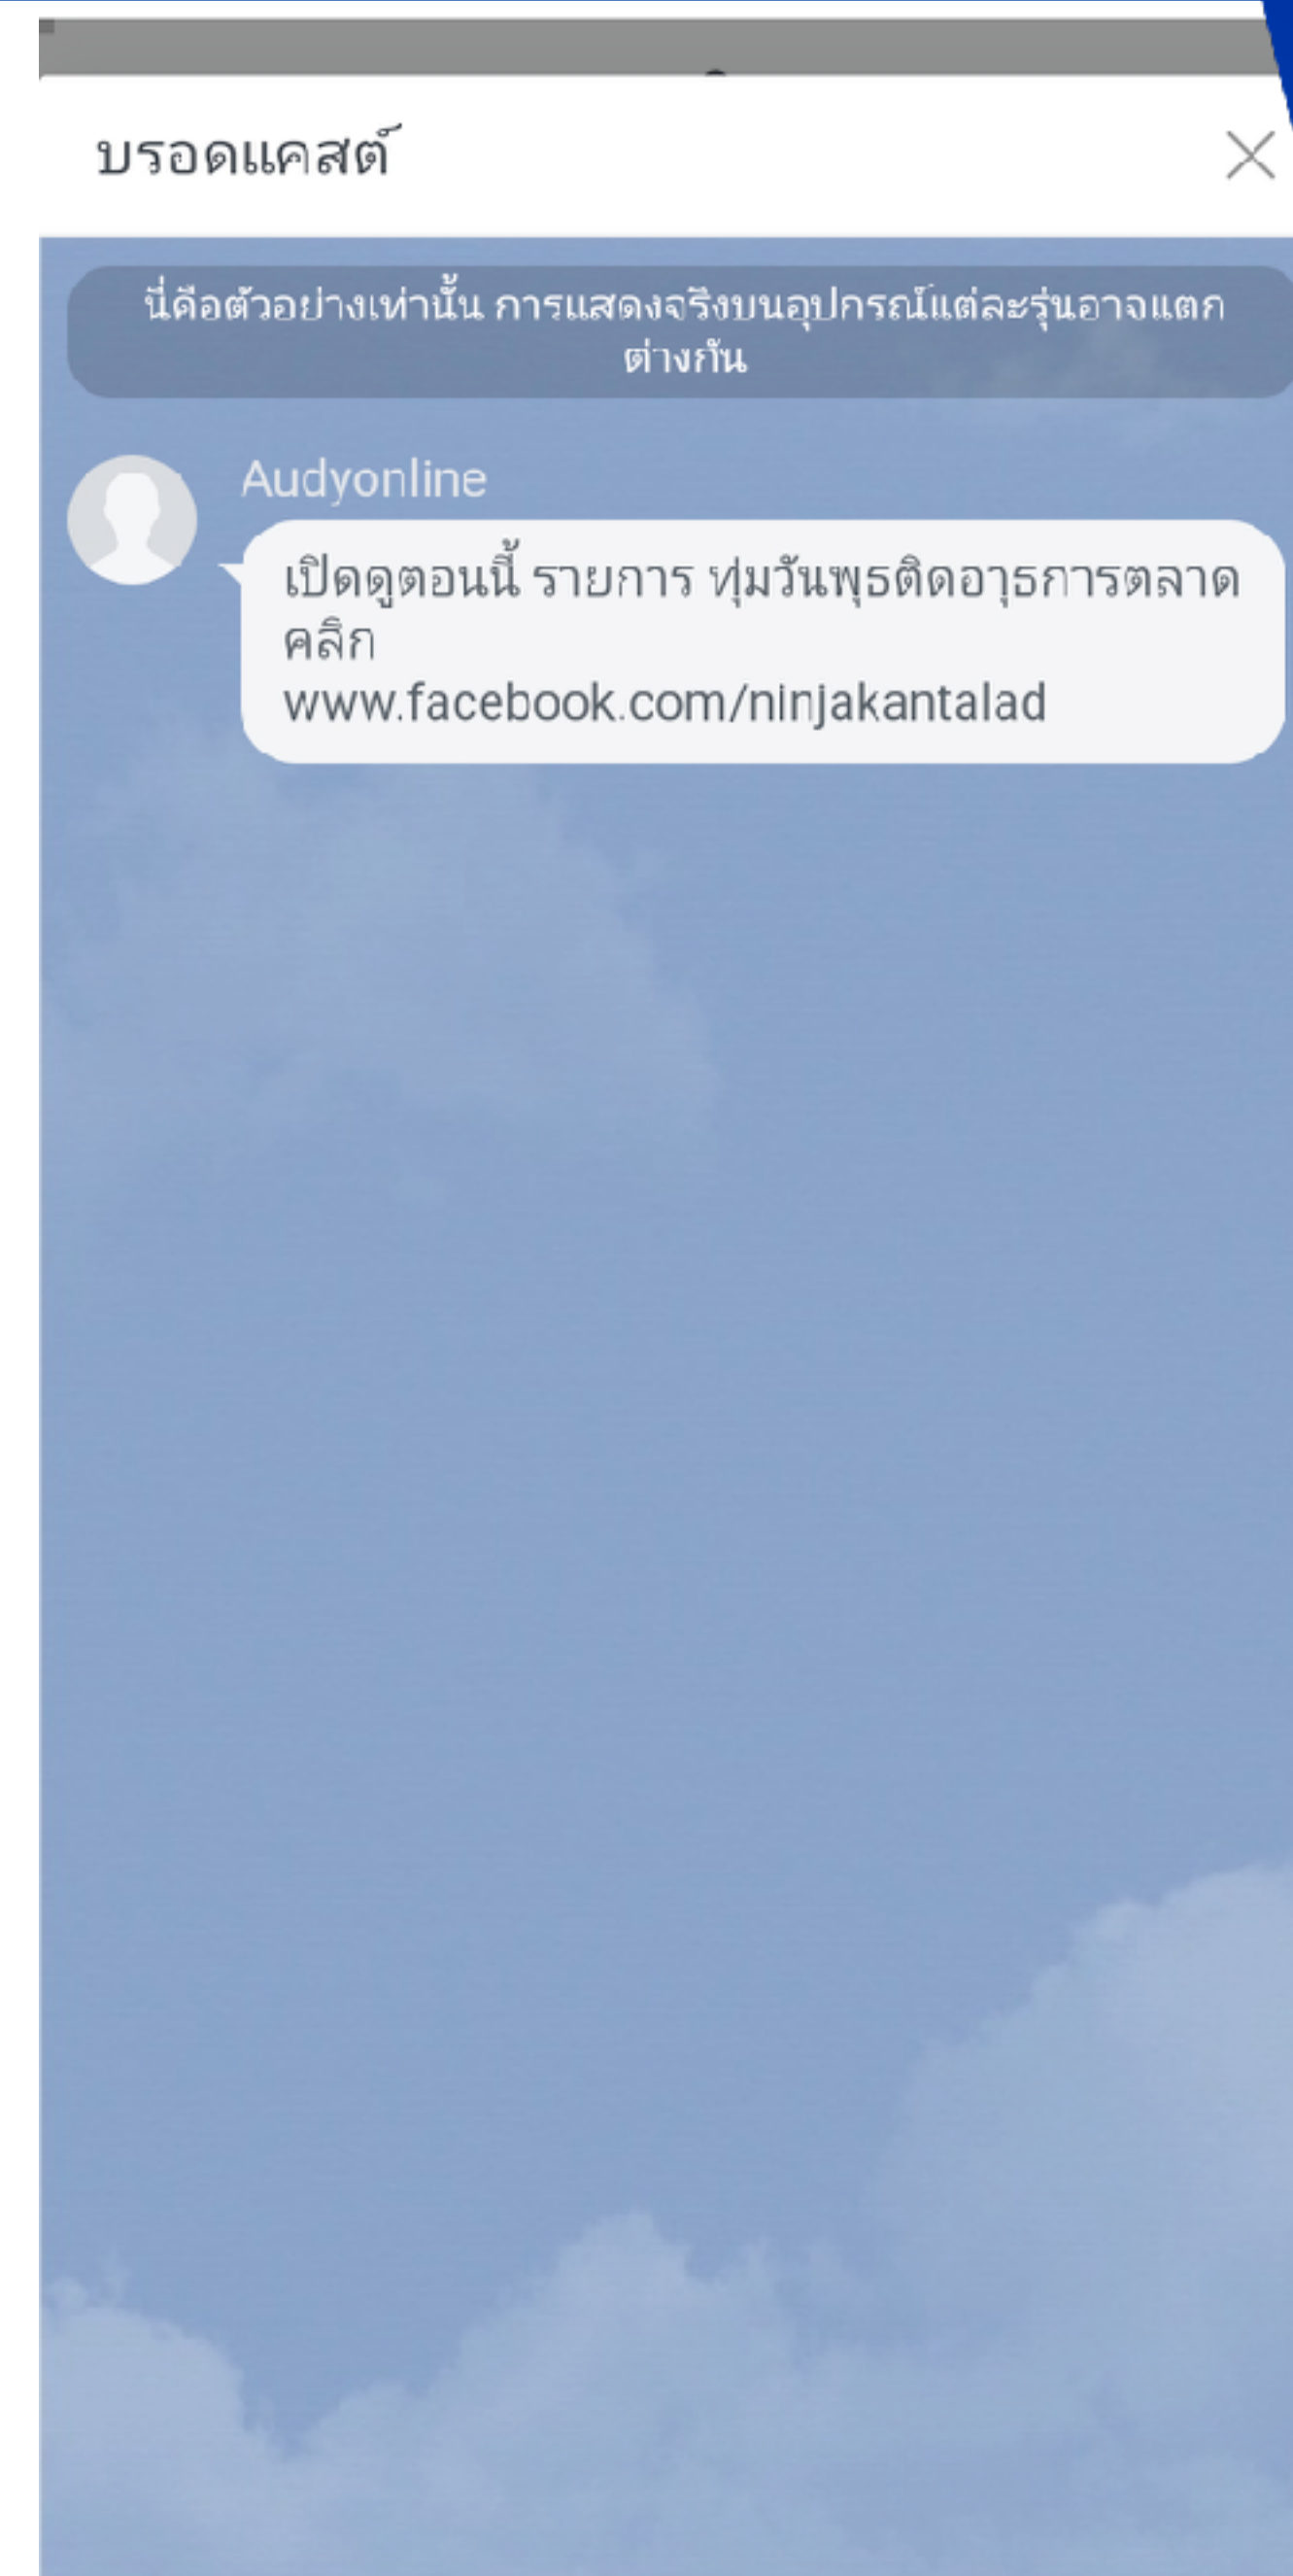 บรอดแคสต์
นี่คือตัวอย่างเท่านั้น การแสดงจริงบนอุปกรณ์แต่ละรุ่นอาจแตก
ต่างกัน
Audyonline
เปิดดูตอนนี้ รายการ ทุ่มวันพุธติดอาุธการตลาด
คลิก
www.facebook.com/ninjakantalad